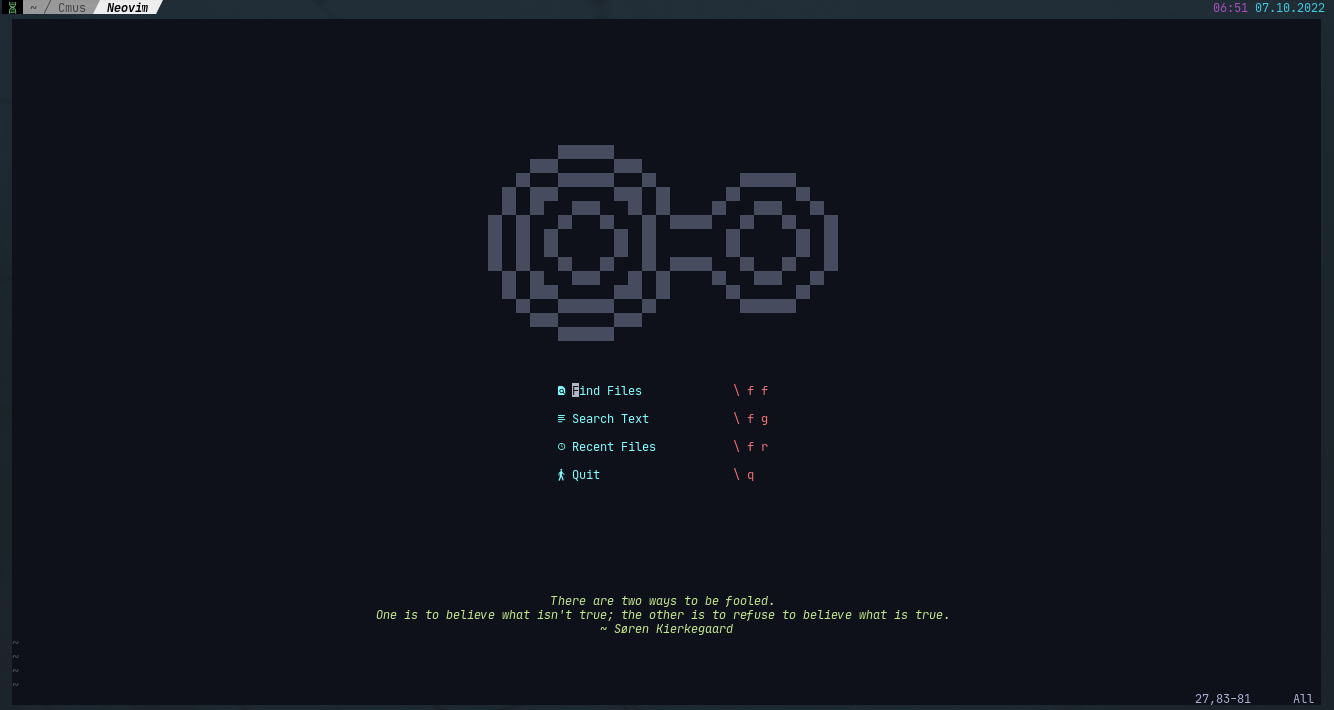 ~ / Cmus Neovim 06:51 07.10.2022
Find Files \ f f
Search Text \ f g
Recent Files \ f r
Quit \ q
There are two ways to be fooled.
One is to believe what isn't true; the other is to refuse to believe what is true.
~ Søren Kierkegaard
~
~
~
~
27,83-81 All